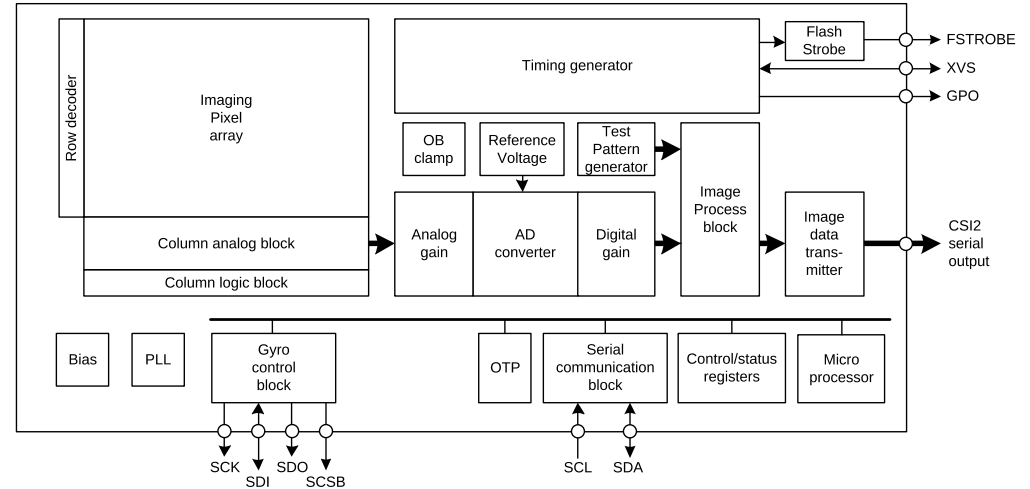 Row decoder
Imaging
Pixel
array
Column analog block
Column logic block
Timing generator
Flash
Strobe
FSTROBE
XVS
GPO
OB
clamp
Reference
Voltage
Test
Pattern
generator
Analog
gain
AD
converter
Digital
gain
Image
Process
block
Image
data
trans-
mitter
CSI2
serial
output
Bias
PLL
Gyro
control
block
OTP
Serial
communication
block
Control/status
registers
Micro
processor
SCK
SDI
SDO
SCSB
SCL
SDA